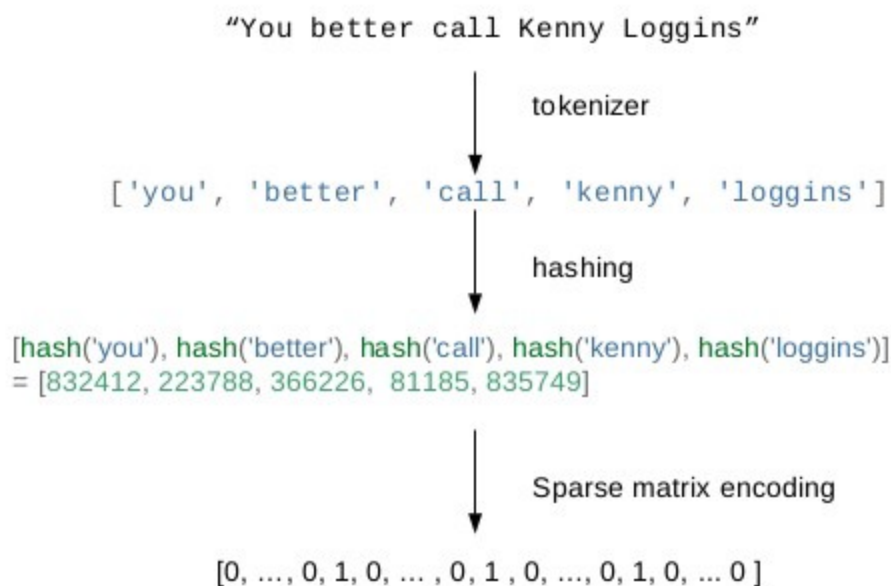 “You better call Kenny Loggins”
tokenizer
['you', 'better', 'call', 'kenny', 'loggins']
hashing
[hash('you'), hash('better'), hash('call'), hash('kenny'), hash('loggins')]
= [832412, 223788, 366226, 81185, 835749]
Sparse matrix encoding
[0, ..., 0, 1, 0, ... , 0, 1 , 0, ..., 0, 1, 0, ... 0 ]